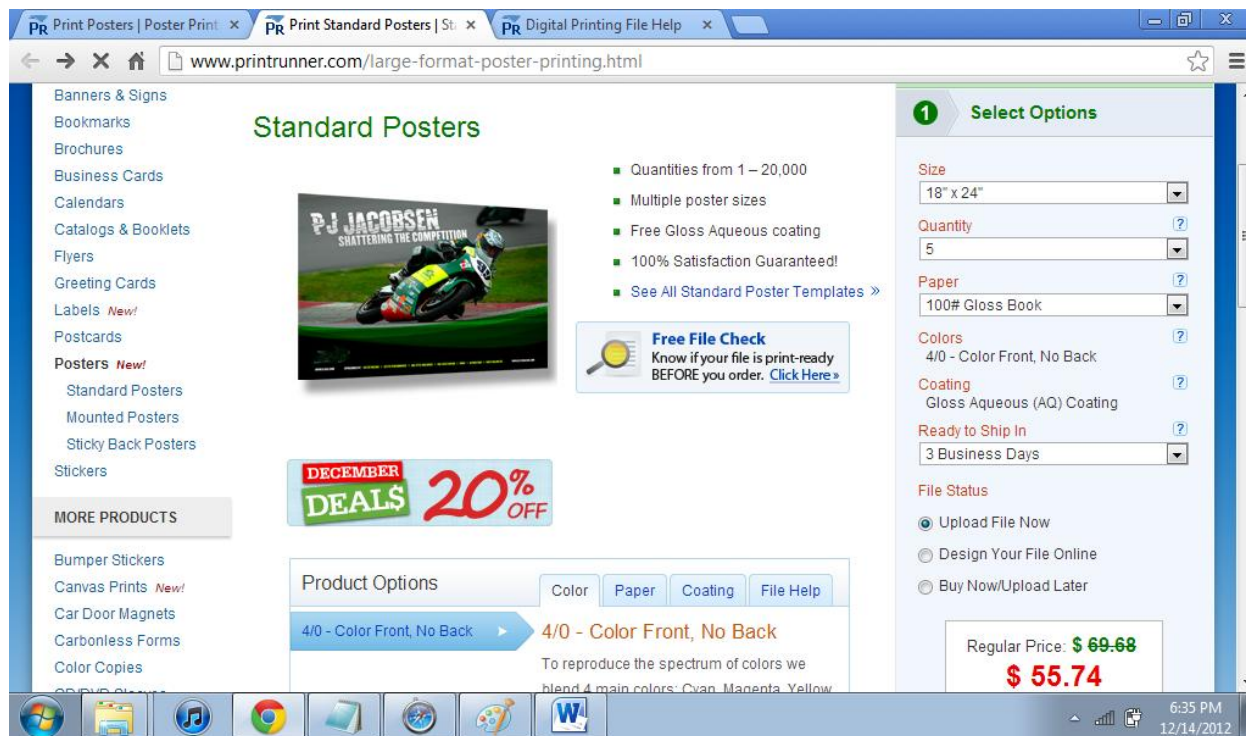 PR Print Posters | Poster Print
PR Print Standard Posters | St
PR Digital Printing File Help
www.printrunner.com/large-format-poster-printing.html
Banners & Signs
Bookmarks
Brochures
Business Cards
Calendars
Catalogs & Booklets
Flyers
Greeting Cards
Labels New!
Postcards
Posters New!
Standard Posters
Mounted Posters
Sticky Back Posters
Stickers
MORE PRODUCTS
Bumper Stickers
Canvas Prints New!
Car Door Magnets
Carbonless Forms
Color Copies
Standard Posters
PJ JACOBSEN
SHATTERING THE COMPETITION
Quantities from 1 – 20,000
Multiple poster sizes
Free Gloss Aqueous coating
100% Satisfaction Guaranteed!
See All Standard Poster Templates »
Free File Check
Know if your file is print-ready
BEFORE you order. Click Here »
DECEMBER
DEAL$
20% OFF
Product Options
Color Paper Coating File Help
4/0 - Color Front, No Back
4/0 - Color Front, No Back
To reproduce the spectrum of colors we
blend 4 main colors: Cyan, Magenta, Yellow
1 Select Options
Size
18" x 24"
Quantity ?
5
Paper ?
100# Gloss Book
Colors ?
4/0 - Color Front, No Back
Coating ?
Gloss Aqueous (AQ) Coating
Ready to Ship In ?
3 Business Days
File Status
Upload File Now
Design Your File Online
Buy Now/Upload Later
Regular Price: $ 69.68
$ 55.74
W
6:35 PM
12/14/2012